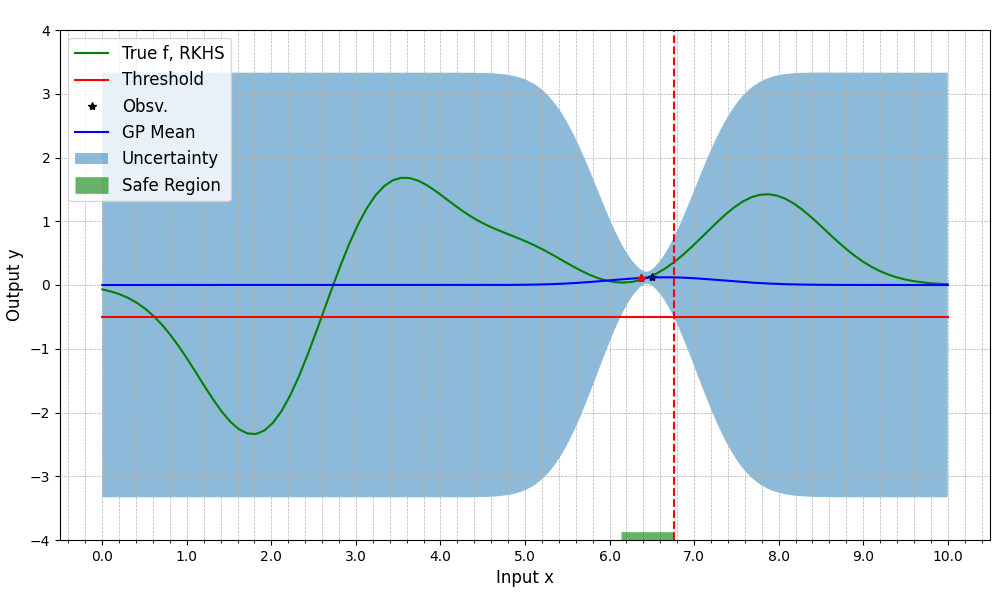 4
3
2
1
0
−1
−2
−3
−4
Output y
True f, RKHS
Threshold
Obsv.
GP Mean
Uncertainty
Safe Region
0.0 1.0 2.0 3.0 4.0 5.0 6.0 7.0 8.0 9.0 10.0
Input x